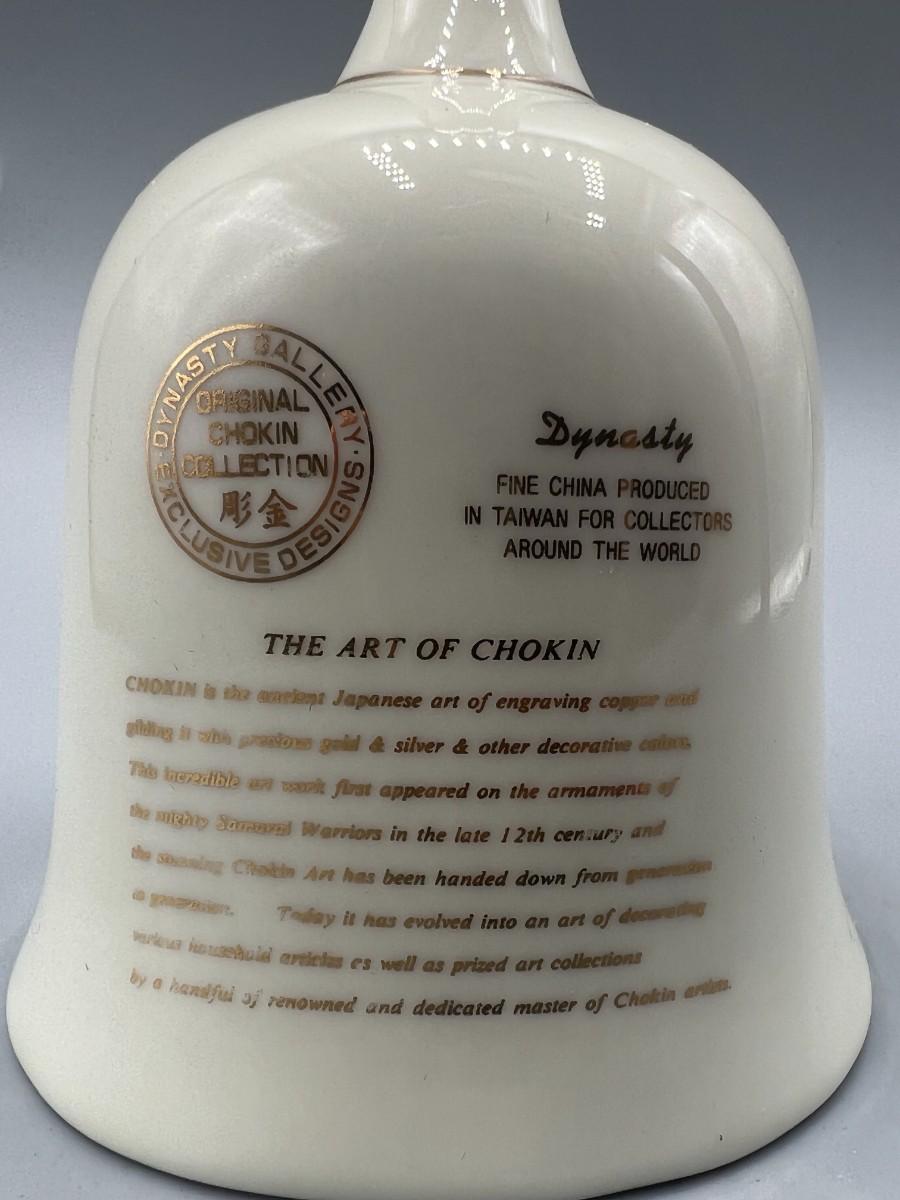 DYNASTY GALLERY
ORIGINAL
CHOKIN
COLLECTION
彫金
EXCLUSIVE DESIGNS
Dynasty
FINE CHINA PRODUCED
IN TAIWAN FOR COLLECTORS
AROUND THE WORLD
THE ART OF CHOKIN
CHOKIN is the ancient Japanese art of engraving copper and
gilding it with precious gold & silver & other decorative
This incredible art work first appeared on the armaments of
the mighty Samurai Warriors in the late 12th century and
the stunning Chokin Art has been handed down from generation
to generation. Today it has evolved into an art of decorating
various household articles as well as prized art collections
by a handful of renowned and dedicated master of Chokin artists.